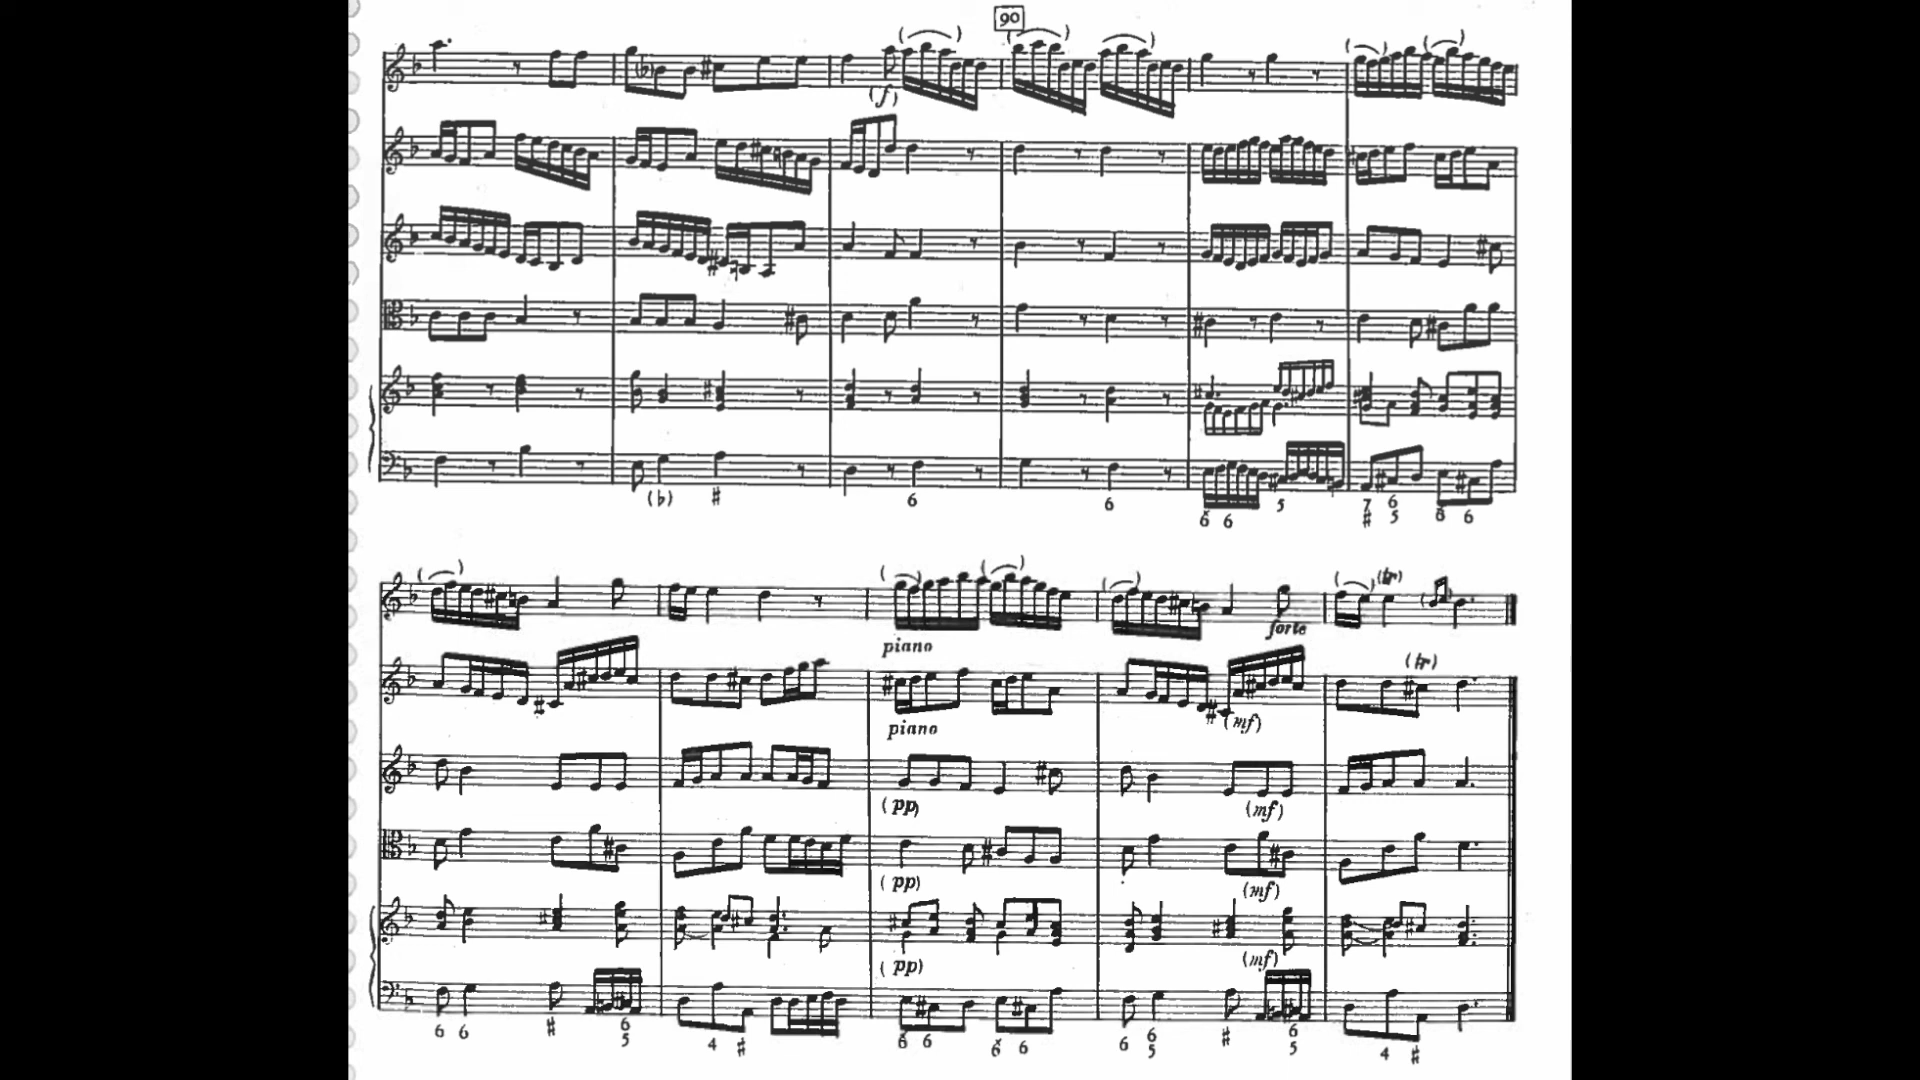 90
(f)
(b) # 6 6 6 6 5 7 6 6 6
# 5
(tr)
forte
piano
(tr)
piano
(mf)
(pp)
(mf)
(pp)
(mf)
(pp)
(mf)
6 6 # 6 4 # 6 6 6 6 6 6 # 6 4 #
5 5 5